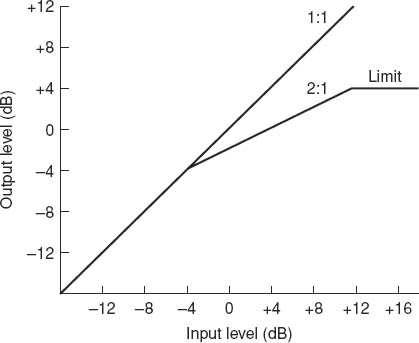 +12
1:1
+8
Limit
+4
2:1
0
−4
−8
−12
Output level (dB)
−12 −8 −4 0 +4 +8 +12 +16
Input level (dB)